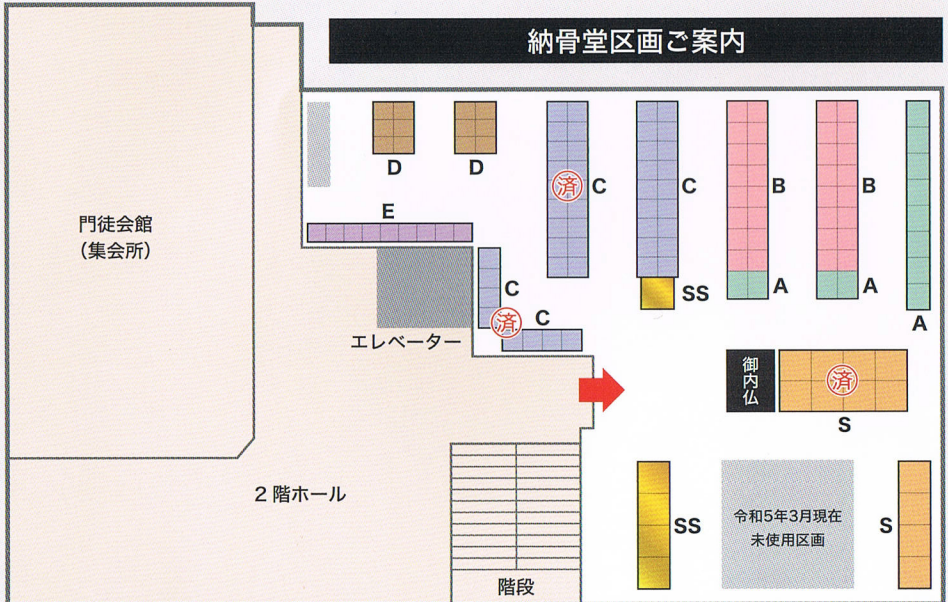 納骨堂区画ご案内
門徒会館
(集会所)
D
D
済
C
C
B
B
E
C
SS
A
A
A
エレベーター
済
C
御内仏
済
S
2階ホール
SS
令和5年3月現在
未使用区画
S
階段